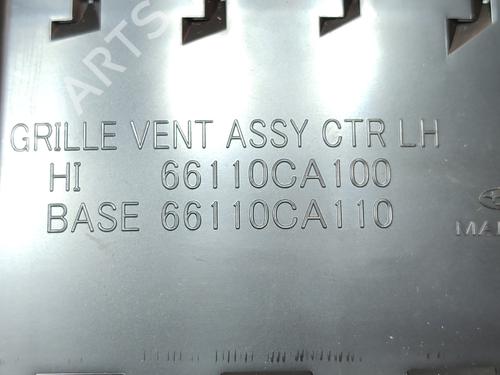 GRILLE VENT ASSY CTR LH
HI 66110CA100
BASE 66110CA110